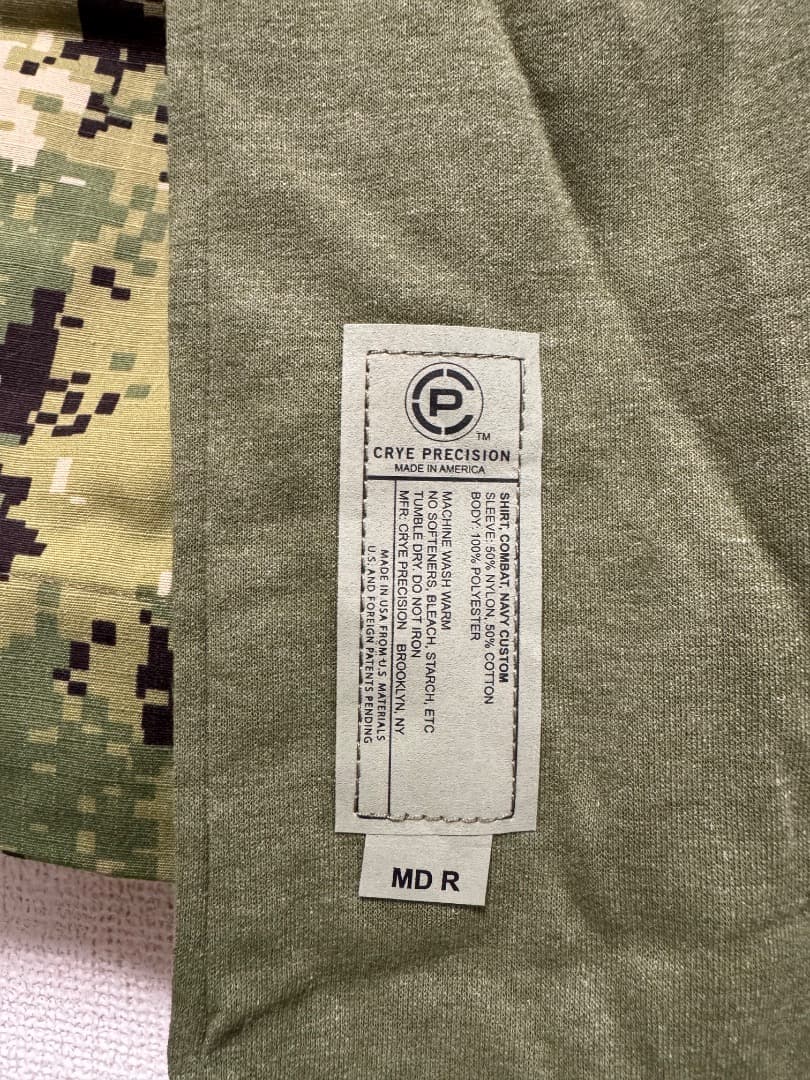 CP
TM
CRYE PRECISION
MADE IN AMERICA
SHIRT, COMBAT, NAVY CUSTOM
SLEEVE: 50% NYLON, 50% COTTON
BODY: 100% POLYESTER
MACHINE WASH WARM
NO SOFTENERS, BLEACH, STARCH, ETC
TUMBLE DRY. DO NOT IRON
MFR: CRYE PRECISION BROOKLYN, NY
MADE IN USA FROM U.S. MATERIALS
U.S. AND FOREIGN PATENTS PENDING
MD R